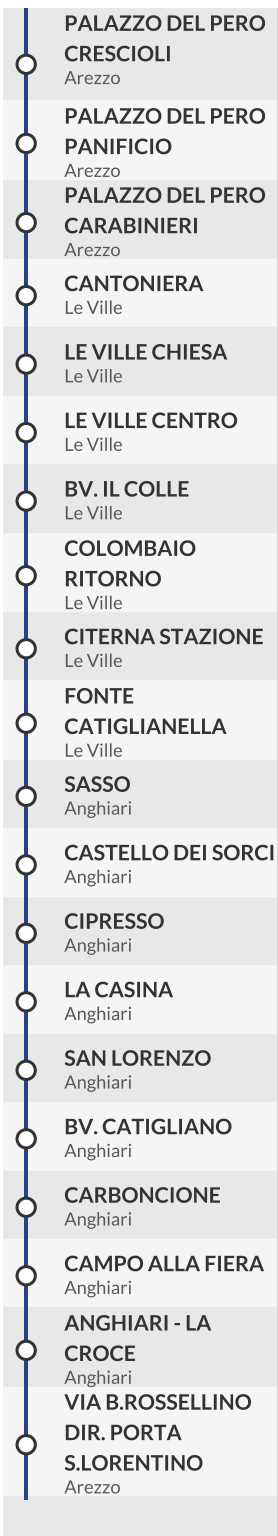 PALAZZO DEL PERO
CRESCIOLI
Arezzo
PALAZZO DEL PERO
PANIFICIO
Arezzo
PALAZZO DEL PERO
CARABINIERI
Arezzo
CANTONIERA
Le Ville
LE VILLE CHIESA
Le Ville
LE VILLE CENTRO
Le Ville
BV. IL COLLE
Le Ville
COLOMBAIO
RITORNO
Le Ville
CITERNA STAZIONE
Le Ville
FONTE
CATIGLIANELLA
Le Ville
SASSO
Anghiari
CASTELLO DEI SORCI
Anghiari
CIPRESSO
Anghiari
LA CASINA
Anghiari
SAN LORENZO
Anghiari
BV. CATIGLIANO
Anghiari
CARBONCIONE
Anghiari
CAMPO ALLA FIERA
Anghiari
ANGHIARI - LA
CROCE
Anghiari
VIA B.ROSSELLINO
DIR. PORTA
S.LORENTINO
Arezzo